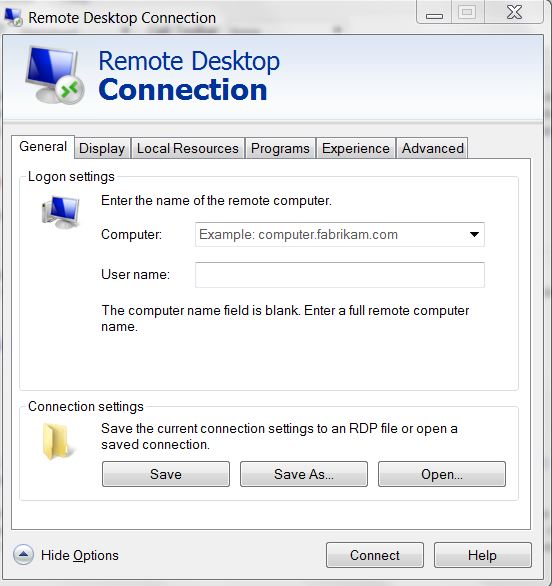 Remote Desktop Connection
Remote Desktop
Connection
General Display Local Resources Programs Experience Advanced
Logon settings
Enter the name of the remote computer.
Computer: Example: computer.fabrikam.com
User name:
The computer name field is blank. Enter a full remote computer
name.
Connection settings
Save the current connection settings to an RDP file or open a
saved connection.
Save Save As... Open...
Hide Options Connect Help